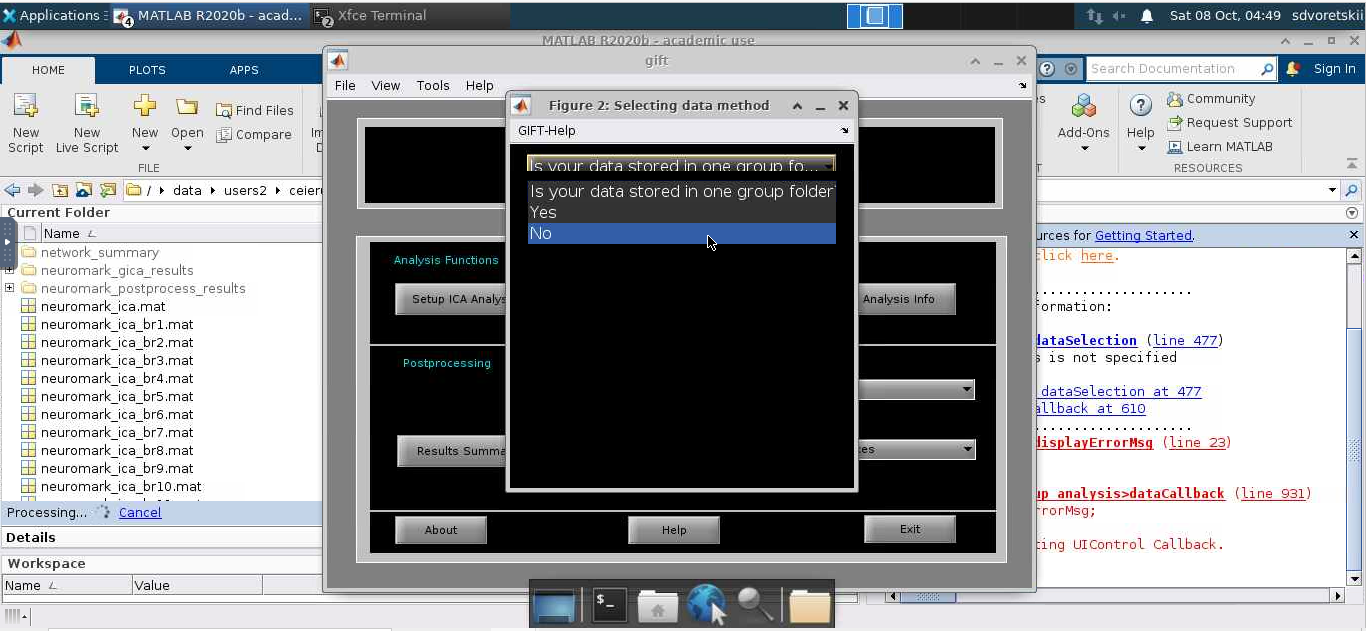 Applications
MATLAB R2020b - acad...
Xfce Terminal
Sat 08 Oct, 04:49
sdvoretskii
MATLAB R2020b - academic use
HOME
PLOTS
APPS
Search Documentation
Sign In
New
Script
New
Live Script
New
Open
Find Files
Compare
FILE
Add-Ons
Help
Community
Request Support
Learn MATLAB
RESOURCES
/ data users2
Current Folder
Name
network_summary
neuromark_gica_results
neuromark_postprocess_results
neuromark_ica.mat
neuromark_ica_br1.mat
neuromark_ica_br2.mat
neuromark_ica_br3.mat
neuromark_ica_br4.mat
neuromark_ica_br5.mat
neuromark_ica_br6.mat
neuromark_ica_br7.mat
neuromark_ica_br8.mat
neuromark_ica_br9.mat
neuromark_ica_br10.mat
Processing...
Cancel
Details
Workspace
Name
Value
gift
File View Tools Help
Analysis Functions
Setup ICA Analys
Analysis Info
Postprocessing
Results Summa
About
Help
Exit
Figure 2: Selecting data method
GIFT-Help
Is your data stored in one group fo...
Is your data stored in one group folder
Yes
No
urces for Getting Started.
click here.
.....................
formation:
dataSelection (line 477)
s is not specified
dataSelection at 477
allback at 610
.....................
displayErrorMsg (line 23)
up_analysis>dataCallback (line 931)
rrorMsg;
ting UIControl Callback.